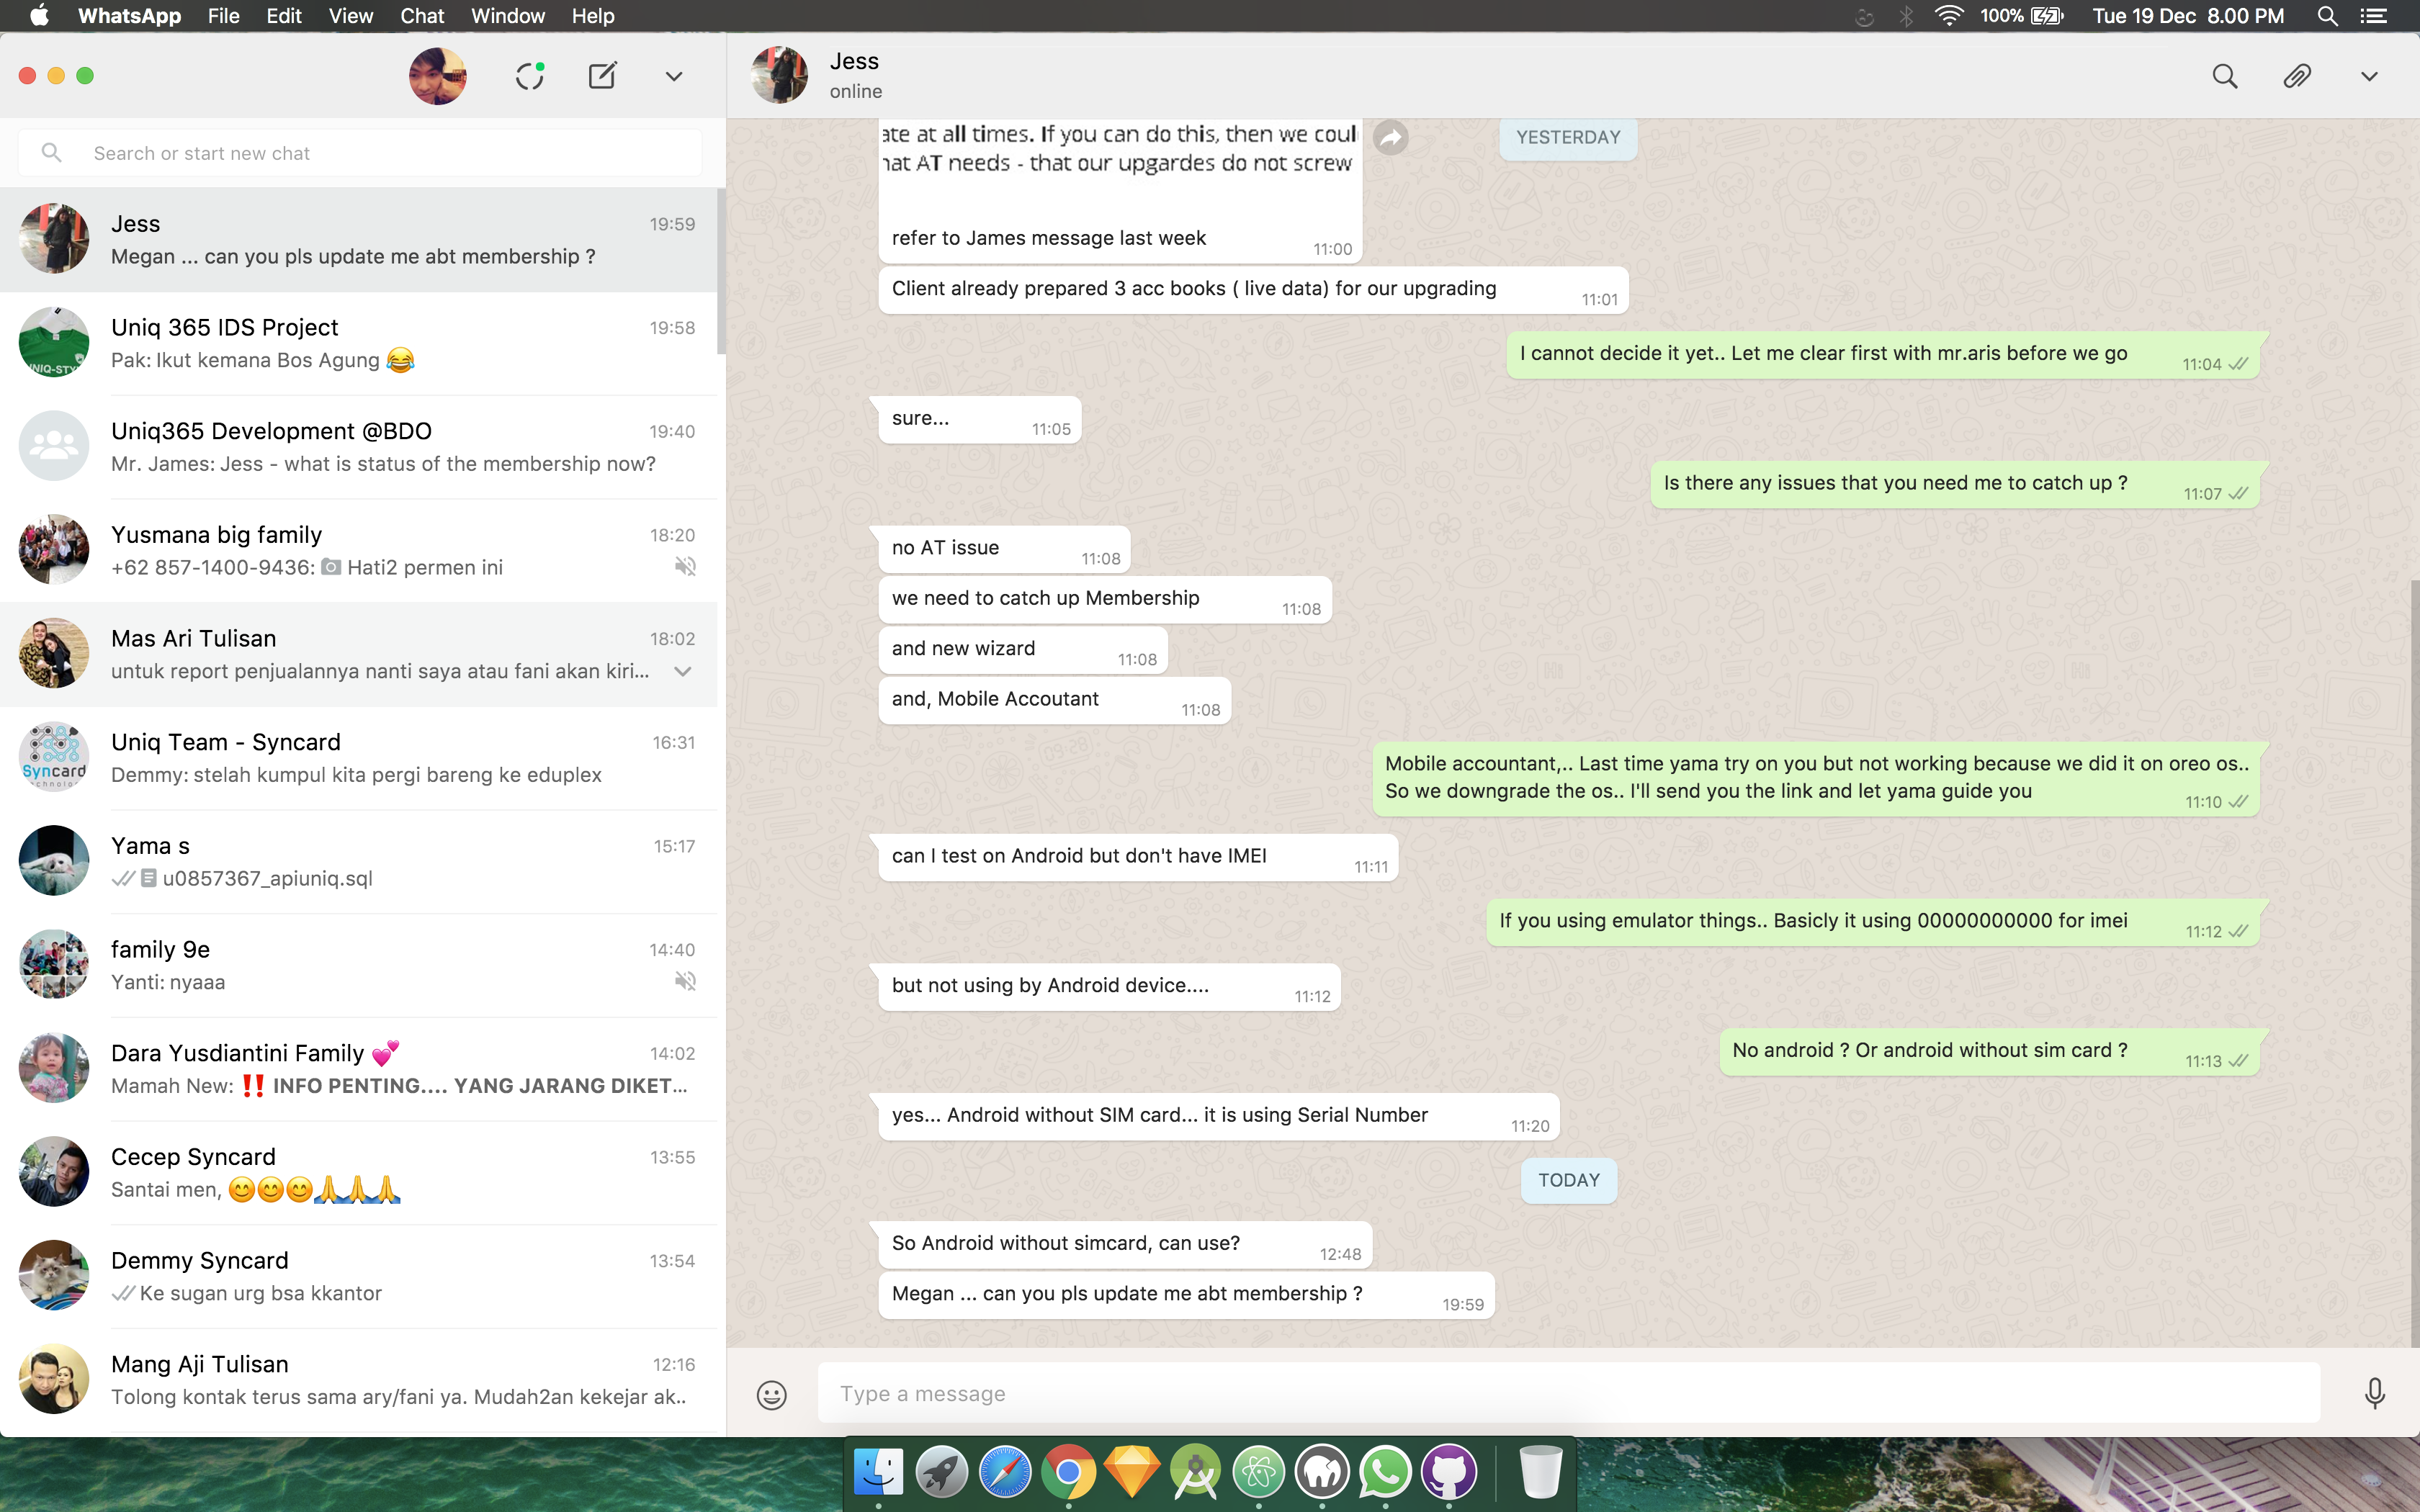 WhatsApp File Edit View Chat Window Help
100% Tue 19 Dec 8.00 PM
Search or start new chat
Jess 19:59
Megan ... can you pls update me abt membership ?
Uniq 365 IDS Project 19:58
Pak: Ikut kemana Bos Agung 😂
Uniq365 Development @BDO 19:40
Mr. James: Jess - what is status of the membership now?
Yusmana big family 18:20
+62 857-1400-9436: Hati2 permen ini
Mas Ari Tulisan 18:02
untuk report penjualannya nanti saya atau fani akan kiri...
Syncard
Uniq Team - Syncard 16:31
Demmy: stelah kumpul kita pergi bareng ke eduplex
Yama s 15:17
u0857367_apiuniq.sql
family 9e 14:40
Yanti: nyaaa
Dara Yusdiantini Family 💕 14:02
Mamah New: ‼️ INFO PENTING.... YANG JARANG DIKET...
Cecep Syncard 13:55
Santai men, 😊😊😊🙏🙏🙏
Demmy Syncard 13:54
Ke sugan urg bsa kkantor
Mang Aji Tulisan 12:16
Tolong kontak terus sama ary/fani ya. Mudah2an kekejar ak..
Jess
online
YESTERDAY
ate at all times. If you can do this, then we coul
hat AT needs - that our upgardes do not screw
refer to James message last week 11:00
Client already prepared 3 acc books ( live data) for our upgrading 11:01
I cannot decide it yet.. Let me clear first with mr.aris before we go 11:04
sure... 11:05
Is there any issues that you need me to catch up ? 11:07
no AT issue 11:08
we need to catch up Membership 11:08
and new wizard 11:08
and, Mobile Accoutant 11:08
Mobile accountant,.. Last time yama try on you but not working because we did it on oreo os..
So we downgrade the os.. I'll send you the link and let yama guide you 11:10
can I test on Android but don't have IMEI 11:11
If you using emulator things.. Basicly it using 00000000000 for imei 11:12
but not using by Android device.... 11:12
No android ? Or android without sim card ? 11:13
yes... Android without SIM card... it is using Serial Number 11:20
TODAY
So Android without simcard, can use? 12:48
Megan ... can you pls update me abt membership ? 19:59
Type a message